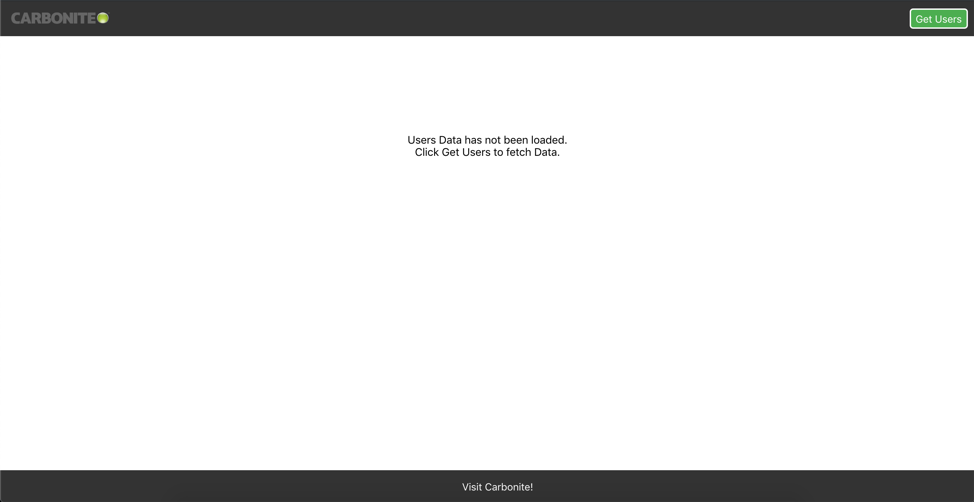 CARBONITE
Get Users
Users Data has not been loaded.
Click Get Users to fetch Data.
Visit Carbonite!